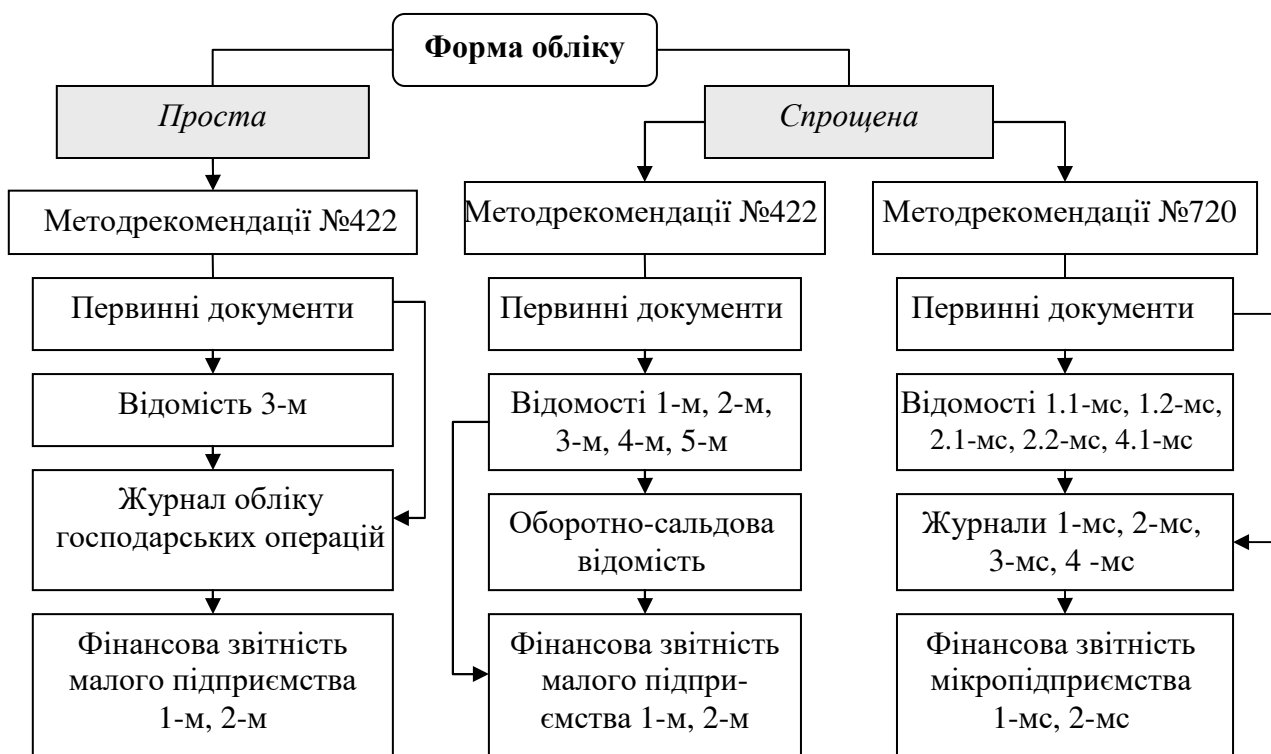 Форма обліку
Проста
Спрощена
Методрекомендації №422
Первинні документи
Відомість 3-м
Журнал обліку
господарських операцій
Фінансова звітність
малого підприємства
1-м, 2-м
Методрекомендації №422
Первинні документи
Відомості 1-м, 2-м,
3-м, 4-м, 5-м
Оборотно-сальдова
відомість
Фінансова звітність
малого підпри-
ємства 1-м, 2-м
Методрекомендації №720
Первинні документи
Відомості 1.1-мс, 1.2-мс,
2.1-мс, 2.2-мс, 4.1-мс
Журнали 1-мс, 2-мс,
3-мс, 4 -мс
Фінансова звітність
мікропідприємства
1-мс, 2-мс